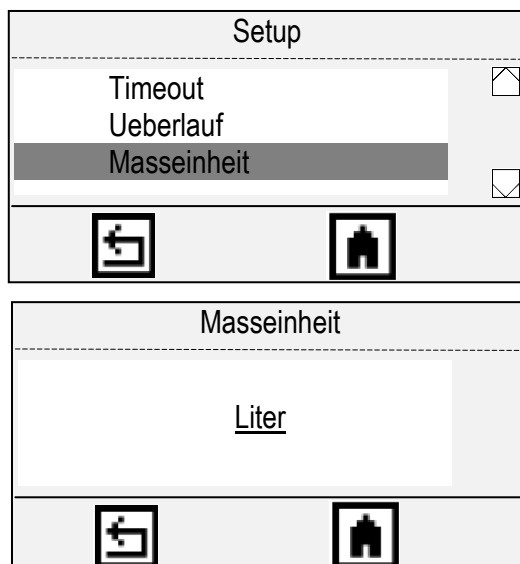 Setup
Timeout
Ueberlauf
Masseinheit
Masseinheit
Liter